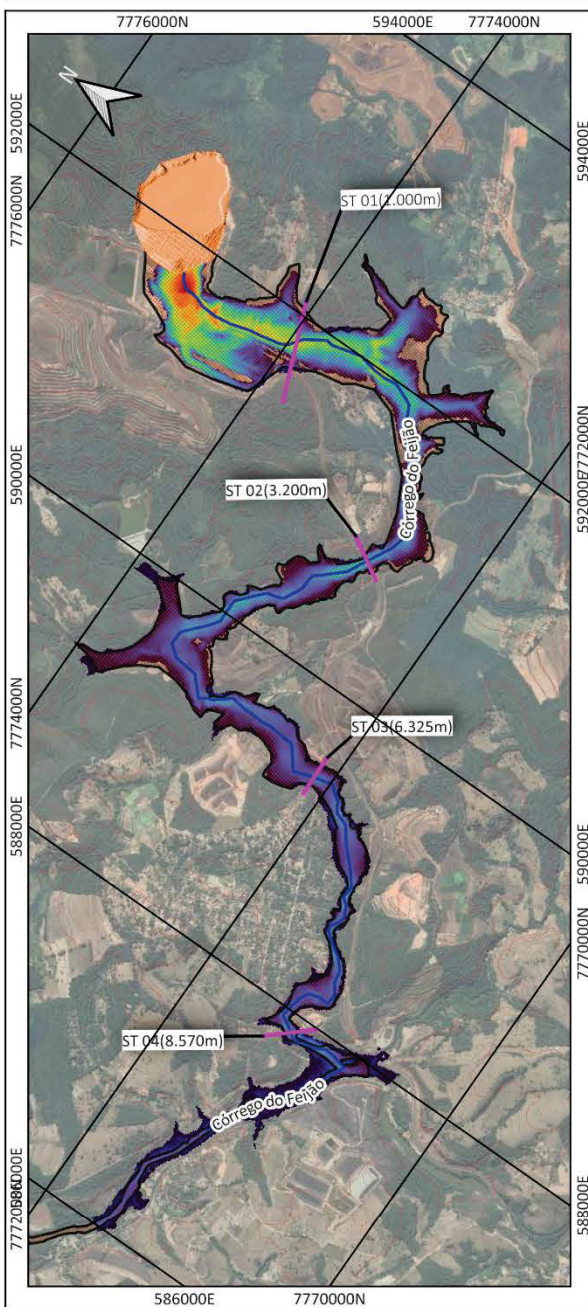 7776000N
594000E
7774000N
N
592000E
7776000N
594000E
ST 01(1.000m)
590000E
7772000N
592000E
Córrego do Feijão
ST 02(3.200m)
7774000N
588000E
ST 03(6.325m)
590000E
7770000N
ST 04(8.570m)
Córrego do Feijão
588000E
586000E
7770000N